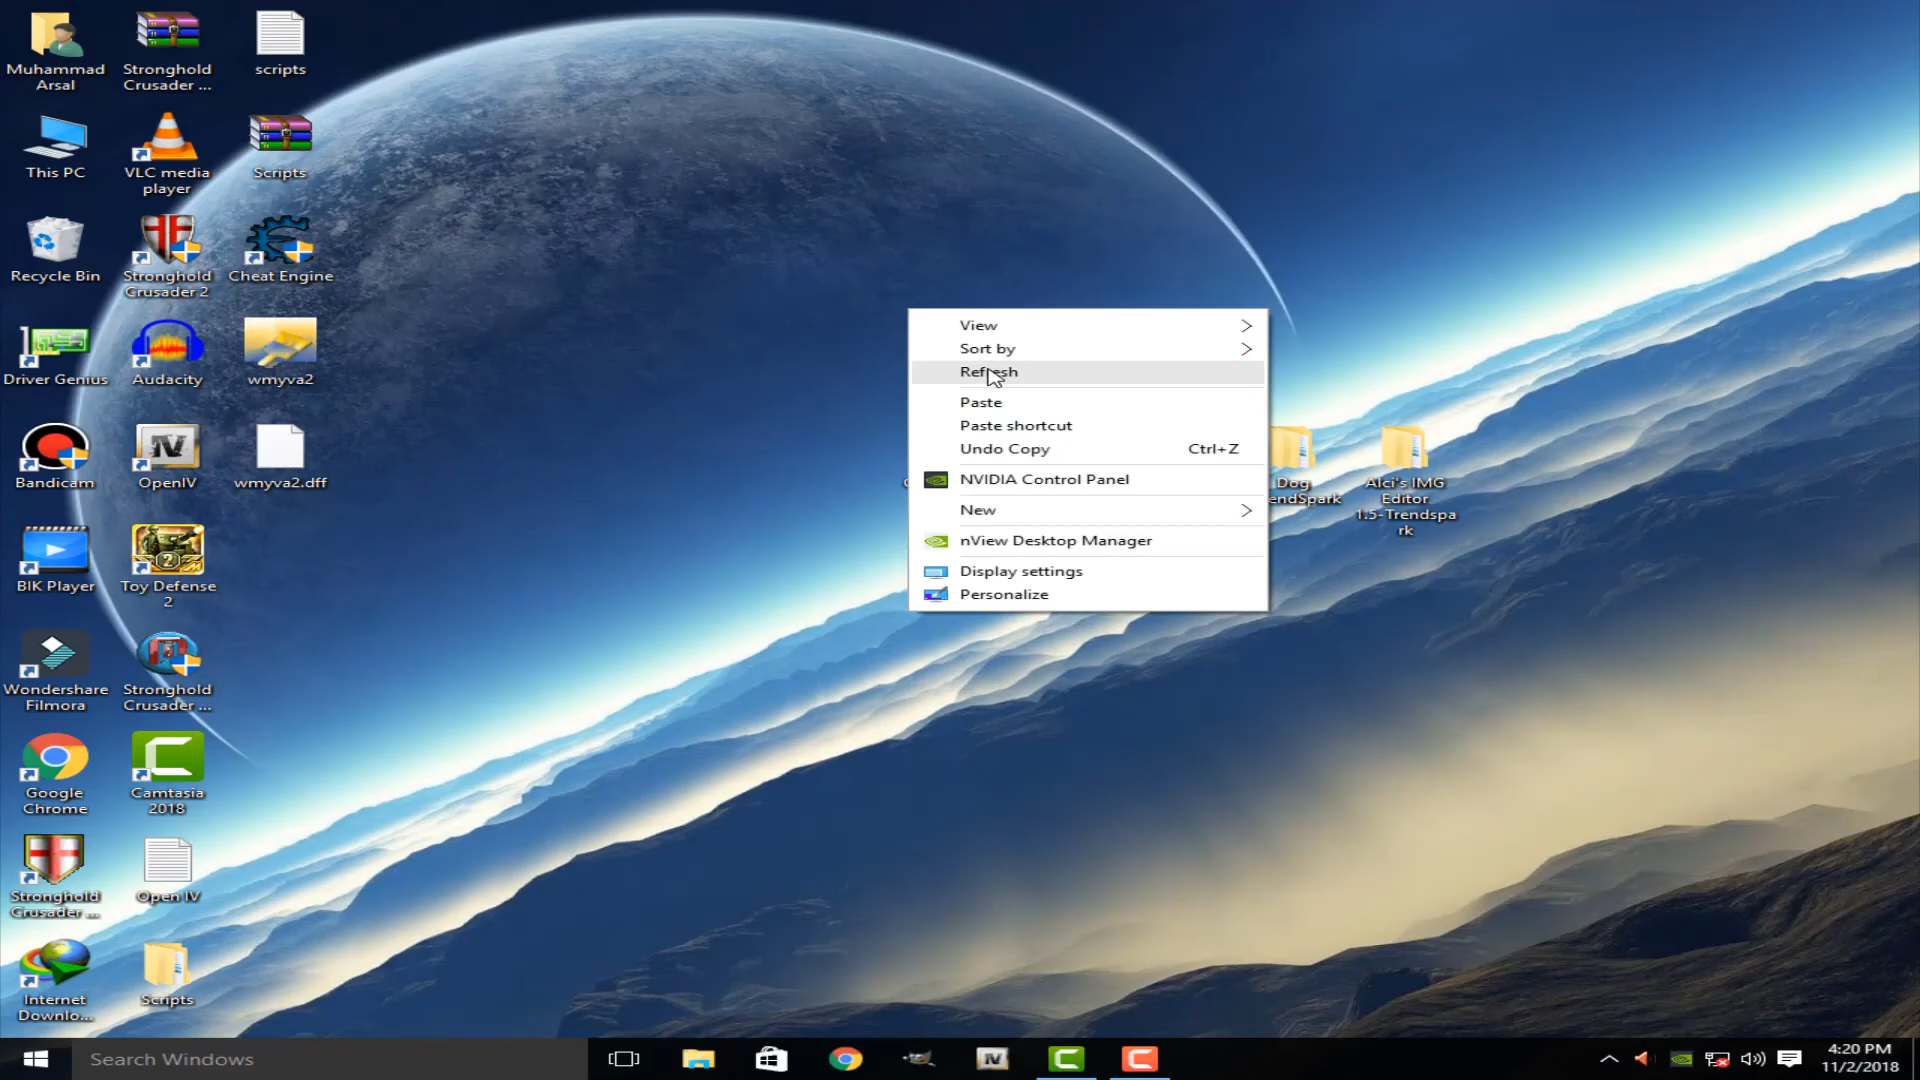 Muhammad
Arsal
Stronghold
Crusader ...
scripts
This PC
VLC media
player
Scripts
Recycle Bin
Stronghold
Crusader 2
Cheat Engine
Driver Genius
Audacity
wmyva2
Bandicam
OpenIV
wmyva2.dff
BIK Player
Toy Defense
2
Wondershare
Filmora
Stronghold
Crusader ...
Google
Chrome
Camtasia
2018
Stronghold
Crusader ...
Open IV
Internet
Downlo...
Scripts
View
Sort by
Refresh
Paste
Paste shortcut
Undo Copy Ctrl+Z
NVIDIA Control Panel
New
nView Desktop Manager
Display settings
Personalize
Dog
endSpark
Alci's IMG
Editor
1.5-Trendspa
rk
Search Windows
4:20 PM
11/2/2018